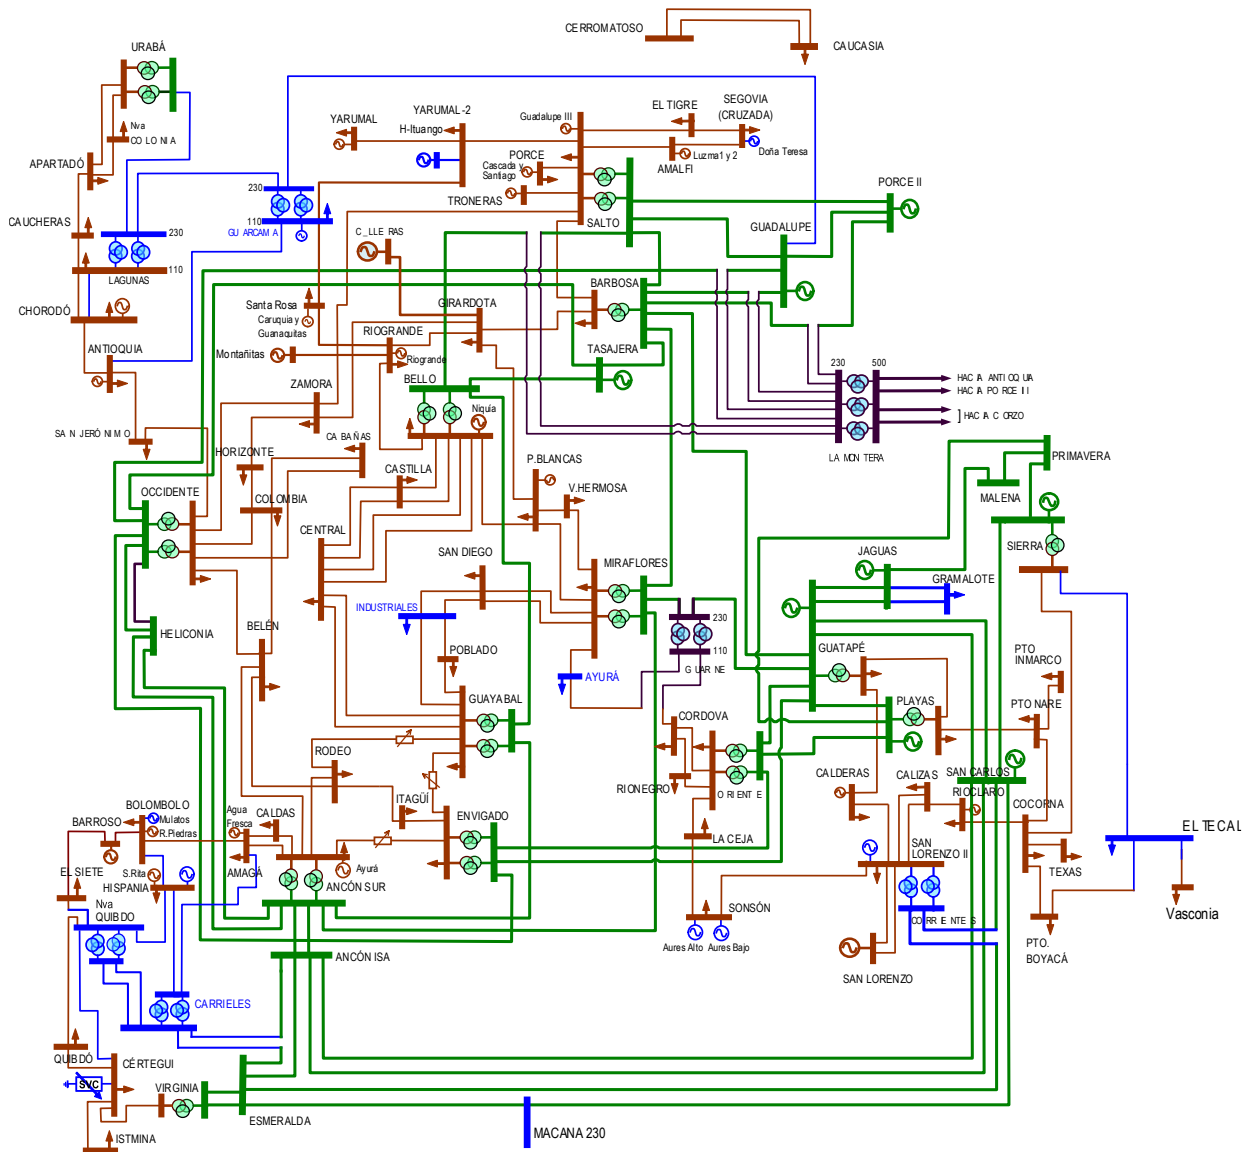 CERROMATOSO
CAUCASIA
URABÁ
Nva
COLONIA
APARTADÓ
CAUCHERAS
230
110
LAGUNAS
CHORODÓ
ANTIOQUIA
SAN JERÓNIMO
230
110
GUARCAMA
YARUMAL
YARUMAL-2
H-Ituango
Guadalupe III
PORCE
Cascada y
Santiago
TRONERAS
EL TIGRE
SEGOVIA
(CRUZADA)
Luzma1 y 2
Doña Teresa
AMALFI
SALTO
PORCE II
GUADALUPE
C_LLERAS
BARBOSA
Santa Rosa
Caruquia y
Guanaquitas
GIRARDOTA
RIOGRANDE
Riogrande
Montañitas
TASAJERA
BELLO
Niquía
ZAMORA
CABAÑAS
HORIZONTE
CASTILLA
OCCIDENTE
COLOMBIA
CENTRAL
P.BLANCAS
V.HERMOSA
230
500
HACIA ANTIOQUIA
HACIA PORCE III
] HACIA CORZO
LA MONTERA
PRIMAVERA
MALENA
SIERRA
JAGUAS
GRAMALOTE
SAN DIEGO
MIRAFLORES
INDUSTRIALES
BELÉN
HELICONIA
POBLADO
AYURÁ
230
110
GUARNE
GUATAPÉ
PTO
INMARCO
PLAYAS
PTO NARE
GUAYABAL
CORDOVA
RODEO
ITAGÜÍ
RIONEGRO
ORIENTE
CALDERAS
CALIZAS
SAN CARLOS
RIOCLARO
COCORNA
BOLOMBOLO
Mulatos
R.Piedras
BARROSO
Agua
Fresca
CALDAS
ENVIGADO
LA CEJA
SAN
LORENZO II
EL TECAL
EL SIETE
S.Rita
HISPANIA
AMAGÁ
Ayurá
ANCÓN SUR
TEXAS
Vasconia
Nva
QUIBDO
SONSÓN
CORRIENTES
Aures Alto
Aures Bajo
PTO.
BOYACÁ
ANCÓN ISA
SAN LORENZO
CARRIELES
QUIBDÓ
CÉRTEGUI
SVC
VIRGINIA
ESMERALDA
ISTMINA
MACANA 230